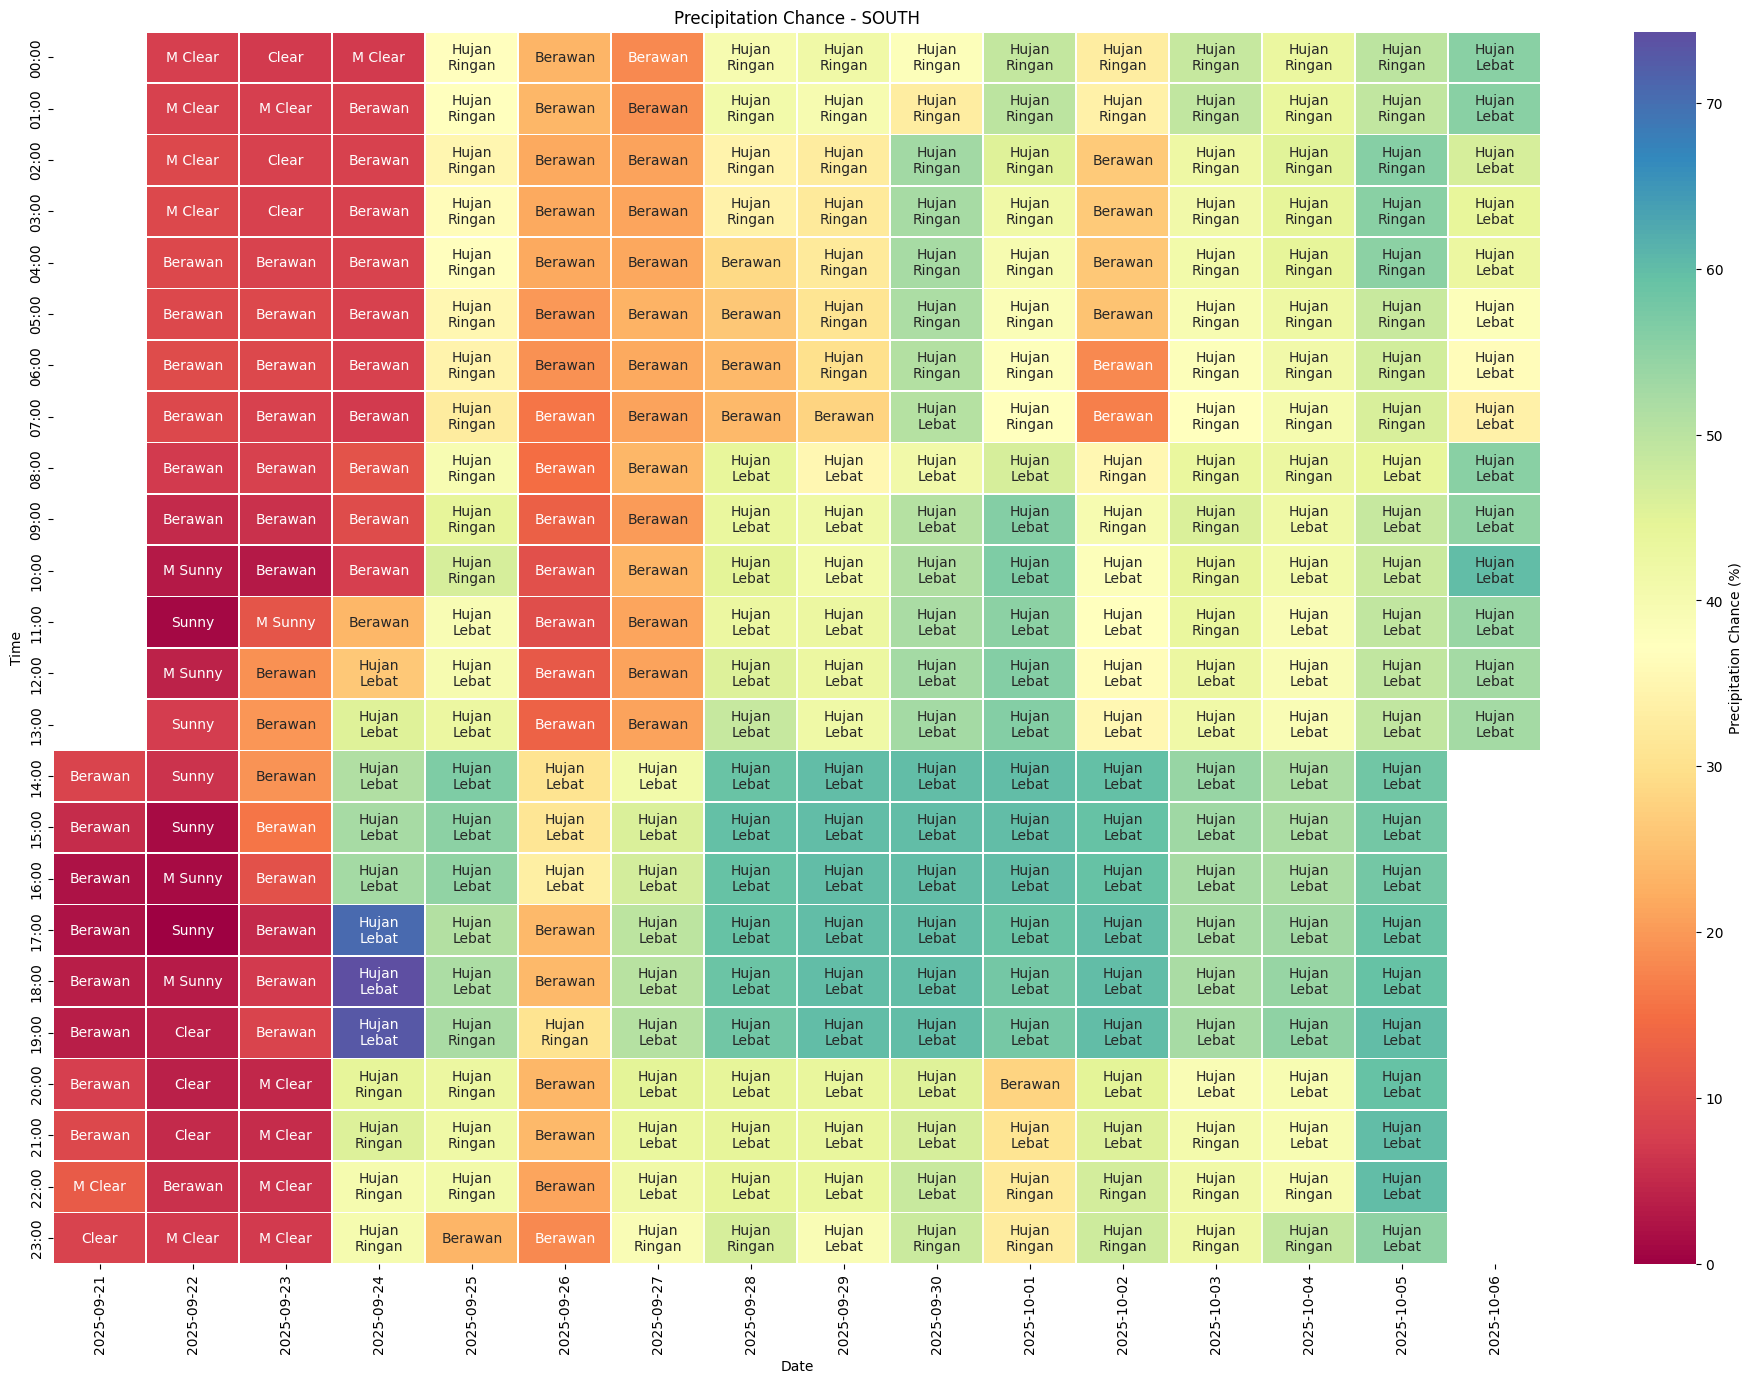 Precipitation Chance - SOUTH
00:00 M Clear Clear M Clear Hujan Ringan Berawan Berawan Hujan Ringan Hujan Ringan Hujan Ringan Hujan Ringan Hujan Ringan Hujan Ringan Hujan Ringan Hujan Ringan Hujan Lebat
01:00 M Clear M Clear Berawan Hujan Ringan Berawan Berawan Hujan Ringan Hujan Ringan Hujan Ringan Hujan Ringan Hujan Ringan Hujan Ringan Hujan Ringan Hujan Ringan Hujan Lebat
02:00 M Clear Clear Berawan Hujan Ringan Berawan Berawan Hujan Ringan Hujan Ringan Hujan Ringan Hujan Ringan Berawan Hujan Ringan Hujan Ringan Hujan Ringan Hujan Lebat
03:00 M Clear Clear Berawan Hujan Ringan Berawan Berawan Hujan Ringan Hujan Ringan Hujan Ringan Hujan Ringan Berawan Hujan Ringan Hujan Ringan Hujan Ringan Hujan Lebat
04:00 Berawan Berawan Berawan Hujan Ringan Berawan Berawan Berawan Hujan Ringan Hujan Ringan Hujan Ringan Berawan Hujan Ringan Hujan Ringan Hujan Ringan Hujan Lebat
05:00 Berawan Berawan Berawan Hujan Ringan Berawan Berawan Berawan Hujan Ringan Hujan Ringan Hujan Ringan Berawan Hujan Ringan Hujan Ringan Hujan Ringan Hujan Lebat
06:00 Berawan Berawan Berawan Hujan Ringan Berawan Berawan Berawan Hujan Ringan Hujan Ringan Hujan Ringan Berawan Hujan Ringan Hujan Ringan Hujan Ringan Hujan Lebat
07:00 Berawan Berawan Berawan Hujan Ringan Berawan Berawan Berawan Berawan Hujan Lebat Hujan Ringan Berawan Hujan Ringan Hujan Ringan Hujan Ringan Hujan Lebat
08:00 Berawan Berawan Berawan Hujan Ringan Berawan Berawan Hujan Lebat Hujan Lebat Hujan Lebat Hujan Lebat Hujan Ringan Hujan Ringan Hujan Ringan Hujan Lebat Hujan Lebat
09:00 Berawan Berawan Berawan Hujan Ringan Berawan Berawan Hujan Lebat Hujan Lebat Hujan Lebat Hujan Lebat Hujan Ringan Hujan Ringan Hujan Lebat Hujan Lebat Hujan Lebat
10:00 M Sunny Berawan Berawan Hujan Ringan Berawan Berawan Hujan Lebat Hujan Lebat Hujan Lebat Hujan Lebat Hujan Lebat Hujan Ringan Hujan Lebat Hujan Lebat Hujan Lebat
11:00 Sunny M Sunny Berawan Hujan Lebat Berawan Berawan Hujan Lebat Hujan Lebat Hujan Lebat Hujan Lebat Hujan Lebat Hujan Ringan Hujan Lebat Hujan Lebat Hujan Lebat
12:00 M Sunny Berawan Hujan Lebat Hujan Lebat Berawan Berawan Hujan Lebat Hujan Lebat Hujan Lebat Hujan Lebat Hujan Lebat Hujan Lebat Hujan Lebat Hujan Lebat Hujan Lebat
13:00 Sunny Berawan Hujan Lebat Hujan Lebat Berawan Berawan Hujan Lebat Hujan Lebat Hujan Lebat Hujan Lebat Hujan Lebat Hujan Lebat Hujan Lebat Hujan Lebat Hujan Lebat
14:00 Berawan Sunny Berawan Hujan Lebat Hujan Lebat Hujan Lebat Hujan Lebat Hujan Lebat Hujan Lebat Hujan Lebat Hujan Lebat Hujan Lebat Hujan Lebat Hujan Lebat Hujan Lebat
15:00 Berawan Sunny Berawan Hujan Lebat Hujan Lebat Hujan Lebat Hujan Lebat Hujan Lebat Hujan Lebat Hujan Lebat Hujan Lebat Hujan Lebat Hujan Lebat Hujan Lebat Hujan Lebat
16:00 Berawan M Sunny Berawan Hujan Lebat Hujan Lebat Hujan Lebat Hujan Lebat Hujan Lebat Hujan Lebat Hujan Lebat Hujan Lebat Hujan Lebat Hujan Lebat Hujan Lebat Hujan Lebat
17:00 Berawan Sunny Berawan Hujan Lebat Hujan Lebat Berawan Hujan Lebat Hujan Lebat Hujan Lebat Hujan Lebat Hujan Lebat Hujan Lebat Hujan Lebat Hujan Lebat Hujan Lebat
18:00 Berawan M Sunny Berawan Hujan Lebat Hujan Lebat Berawan Hujan Lebat Hujan Lebat Hujan Lebat Hujan Lebat Hujan Lebat Hujan Lebat Hujan Lebat Hujan Lebat Hujan Lebat
19:00 Berawan Clear Berawan Hujan Lebat Hujan Ringan Hujan Ringan Hujan Lebat Hujan Lebat Hujan Lebat Hujan Lebat Hujan Lebat Hujan Lebat Hujan Lebat Hujan Lebat Hujan Lebat
20:00 Berawan Clear M Clear Hujan Ringan Hujan Ringan Berawan Hujan Lebat Hujan Lebat Hujan Lebat Hujan Lebat Berawan Hujan Lebat Hujan Lebat Hujan Lebat Hujan Lebat
21:00 Berawan Clear M Clear Hujan Ringan Hujan Ringan Berawan Hujan Lebat Hujan Lebat Hujan Lebat Hujan Lebat Hujan Lebat Hujan Lebat Hujan Ringan Hujan Lebat Hujan Lebat
22:00 M Clear Berawan M Clear Hujan Ringan Hujan Ringan Berawan Hujan Lebat Hujan Lebat Hujan Lebat Hujan Lebat Hujan Ringan Hujan Ringan Hujan Ringan Hujan Ringan Hujan Lebat
23:00 Clear M Clear M Clear Hujan Ringan Berawan Berawan Hujan Ringan Hujan Ringan Hujan Lebat Hujan Ringan Hujan Ringan Hujan Ringan Hujan Ringan Hujan Ringan Hujan Lebat
Time
2025-09-21 2025-09-22 2025-09-23 2025-09-24 2025-09-25 2025-09-26 2025-09-27 2025-09-28 2025-09-29 2025-09-30 2025-10-01 2025-10-02 2025-10-03 2025-10-04 2025-10-05 2025-10-06
Date
70
60
50
40
30
20
10
0
Precipitation Chance (%)